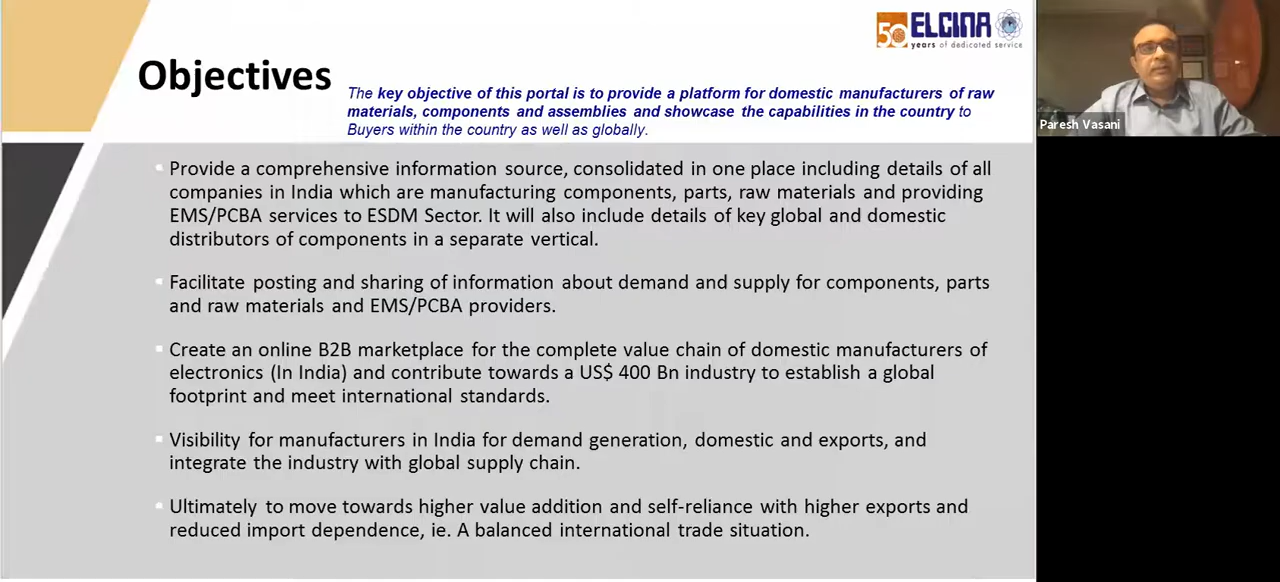 50 ELCINA
years of dedicated service
Objectives
The key objective of this portal is to provide a platform for domestic manufacturers of raw
materials, components and assemblies and showcase the capabilities in the country to
Buyers within the country as well as globally.
Paresh Vasani
Provide a comprehensive information source, consolidated in one place including details of all
companies in India which are manufacturing components, parts, raw materials and providing
EMS/PCBA services to ESDM Sector. It will also include details of key global and domestic
distributors of components in a separate vertical.
Facilitate posting and sharing of information about demand and supply for components, parts
and raw materials and EMS/PCBA providers.
Create an online B2B marketplace for the complete value chain of domestic manufacturers of
electronics (In India) and contribute towards a US$ 400 Bn industry to establish a global
footprint and meet international standards.
Visibility for manufacturers in India for demand generation, domestic and exports, and
integrate the industry with global supply chain.
Ultimately to move towards higher value addition and self-reliance with higher exports and
reduced import dependence, ie. A balanced international trade situation.